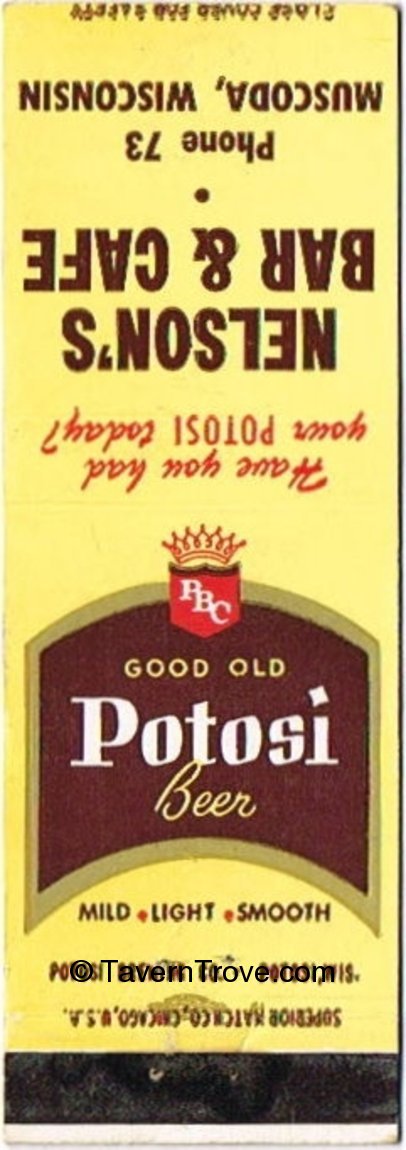 Have you had
your POTOSI today?
NELSON'S
BAR & CAFE
•
Phone 73
MUSCODA, WISCONSIN
CLOSE COVER FOR SAFETY
PBC
GOOD OLD
Potosi
Beer
MILD • LIGHT • SMOOTH
© TavernTrove.com
SUPERIOR MATCH CO., CHICAGO, U.S.A.